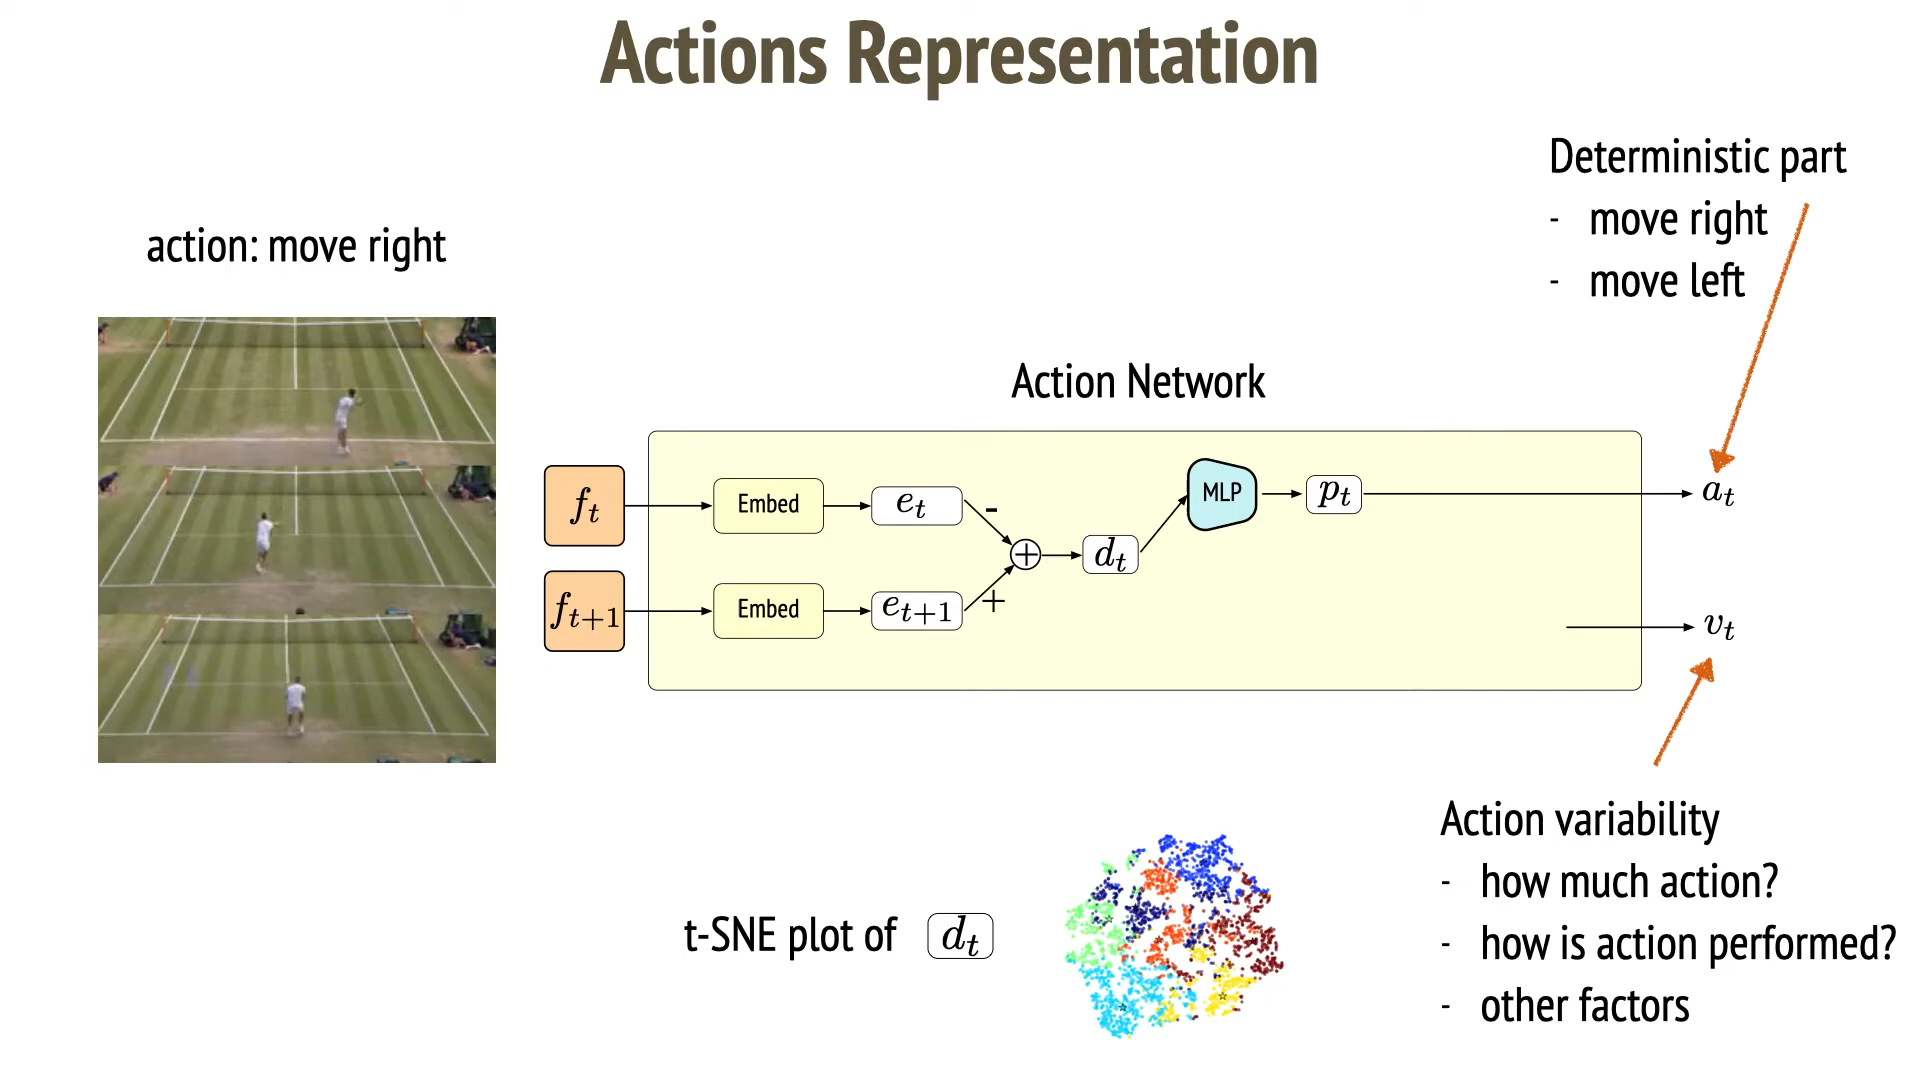 Actions Representation
Deterministic part
- move right
- move left
action: move right
Action Network
f_t
Embed
e_t
-
+
d_t
MLP
p_t
a_t
f_{t+1}
Embed
e_{t+1}
+
v_t
Action variability
- how much action?
- how is action performed?
- other factors
t-SNE plot of d_t